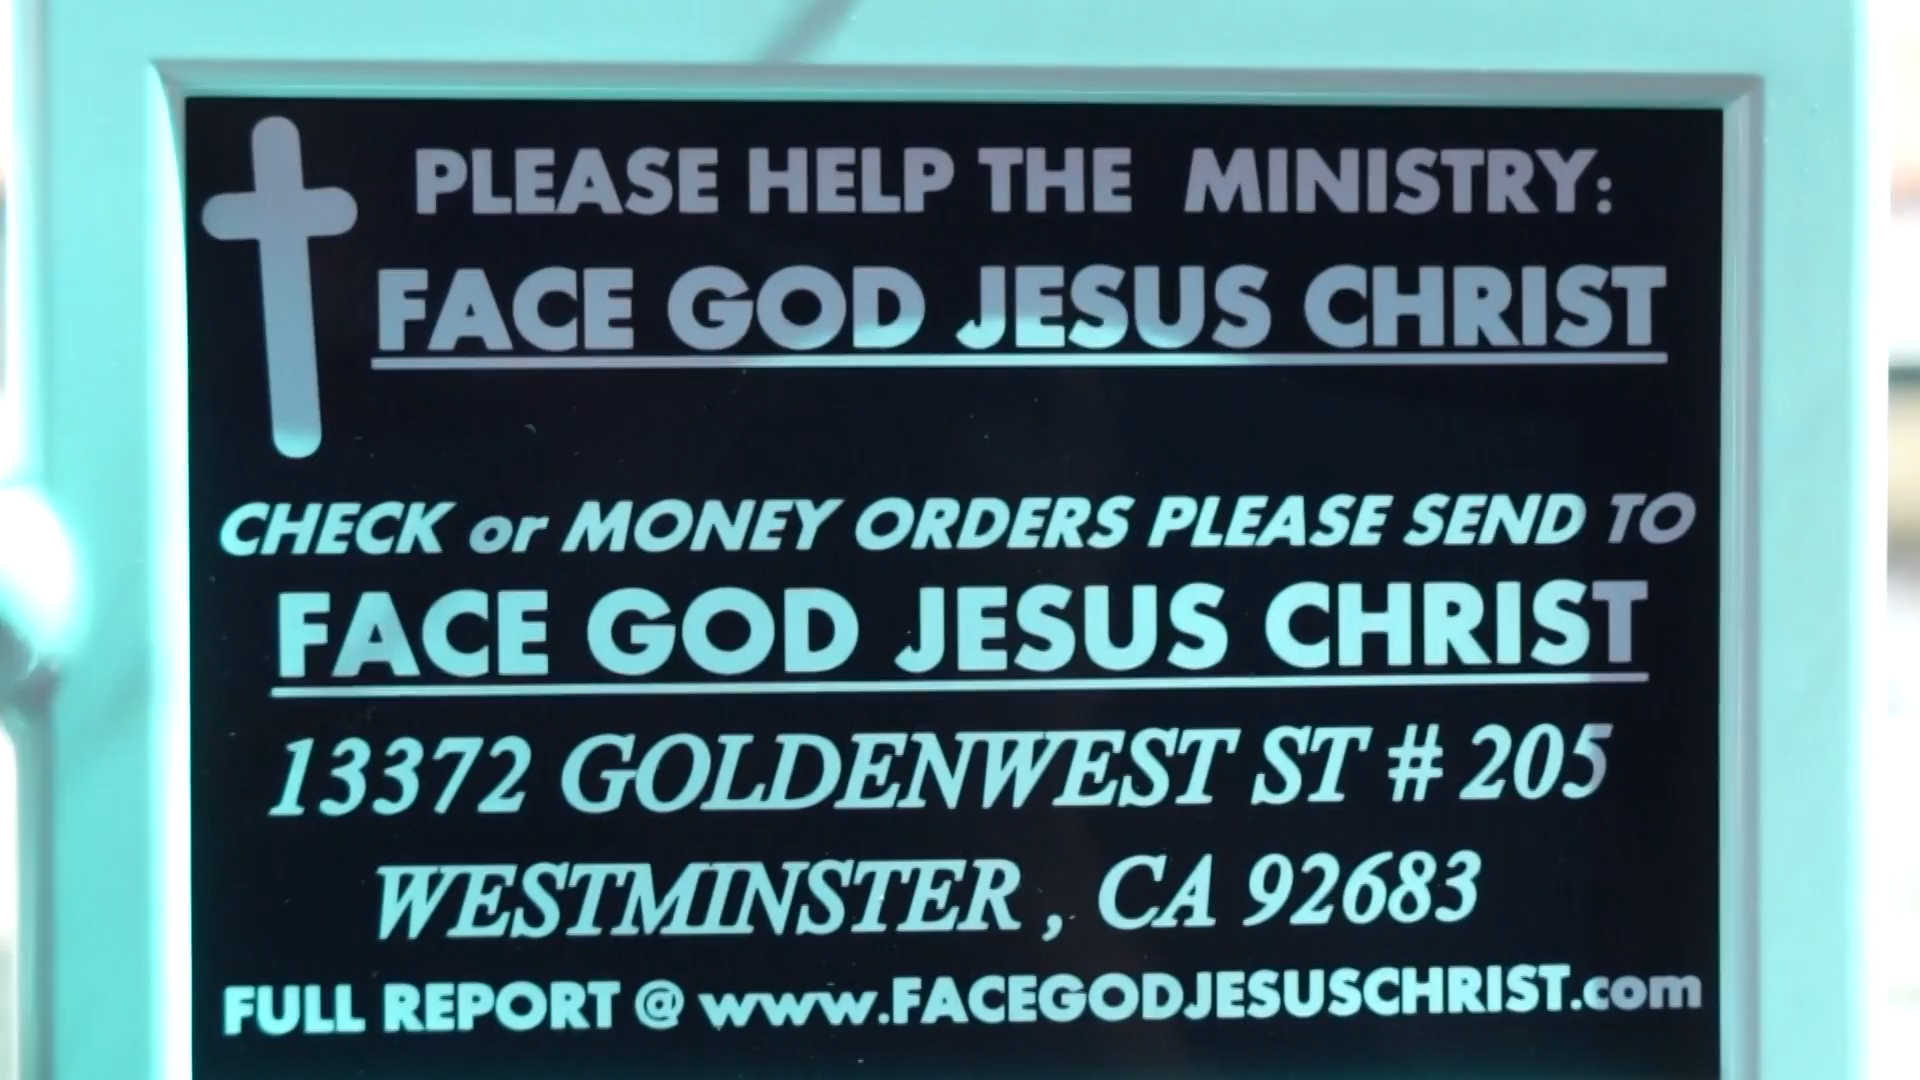 PLEASE HELP THE MINISTRY:
FACE GOD JESUS CHRIST
CHECK or MONEY ORDERS PLEASE SEND TO
FACE GOD JESUS CHRIST
13372 GOLDENWEST ST # 205
WESTMINSTER , CA 92683
FULL REPORT @ www.FACEGODJESUSCHRIST.com